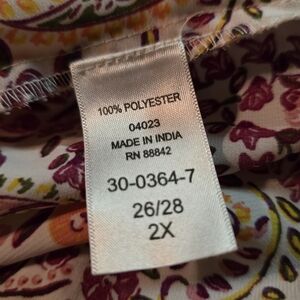 100% POLYESTER
04023
MADE IN INDIA
RN 88842
30-0364-7
26/28
2X